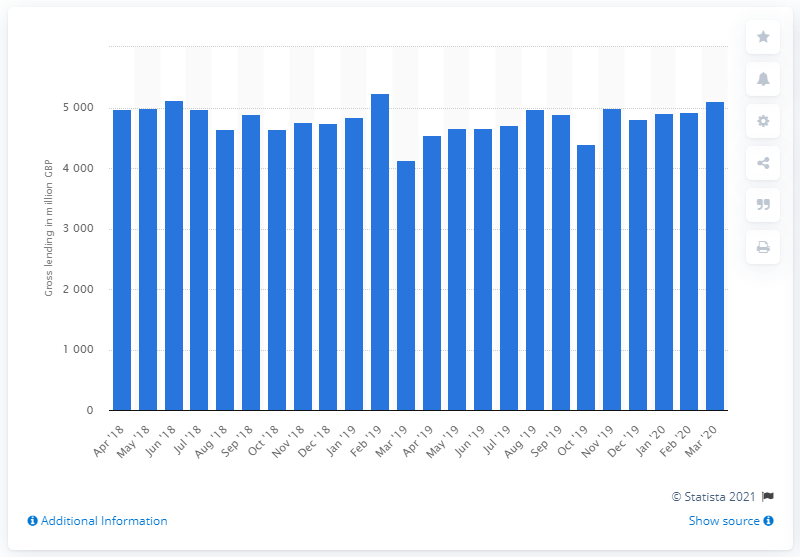 Gross lending in million GBP
5 000
4 000
3 000
2 000
1 000
0
Apr '18
May '18
Jun '18
Jul '18
Aug '18
Sep '18
Oct '18
Nov '18
Dec '18
Jan '19
Feb '19
Mar '19
Apr '19
May '19
Jun '19
Jul '19
Aug '19
Sep '19
Oct '19
Nov '19
Dec '19
Jan '20
Feb '20
Mar '20
© Statista 2021
Additional Information
Show source